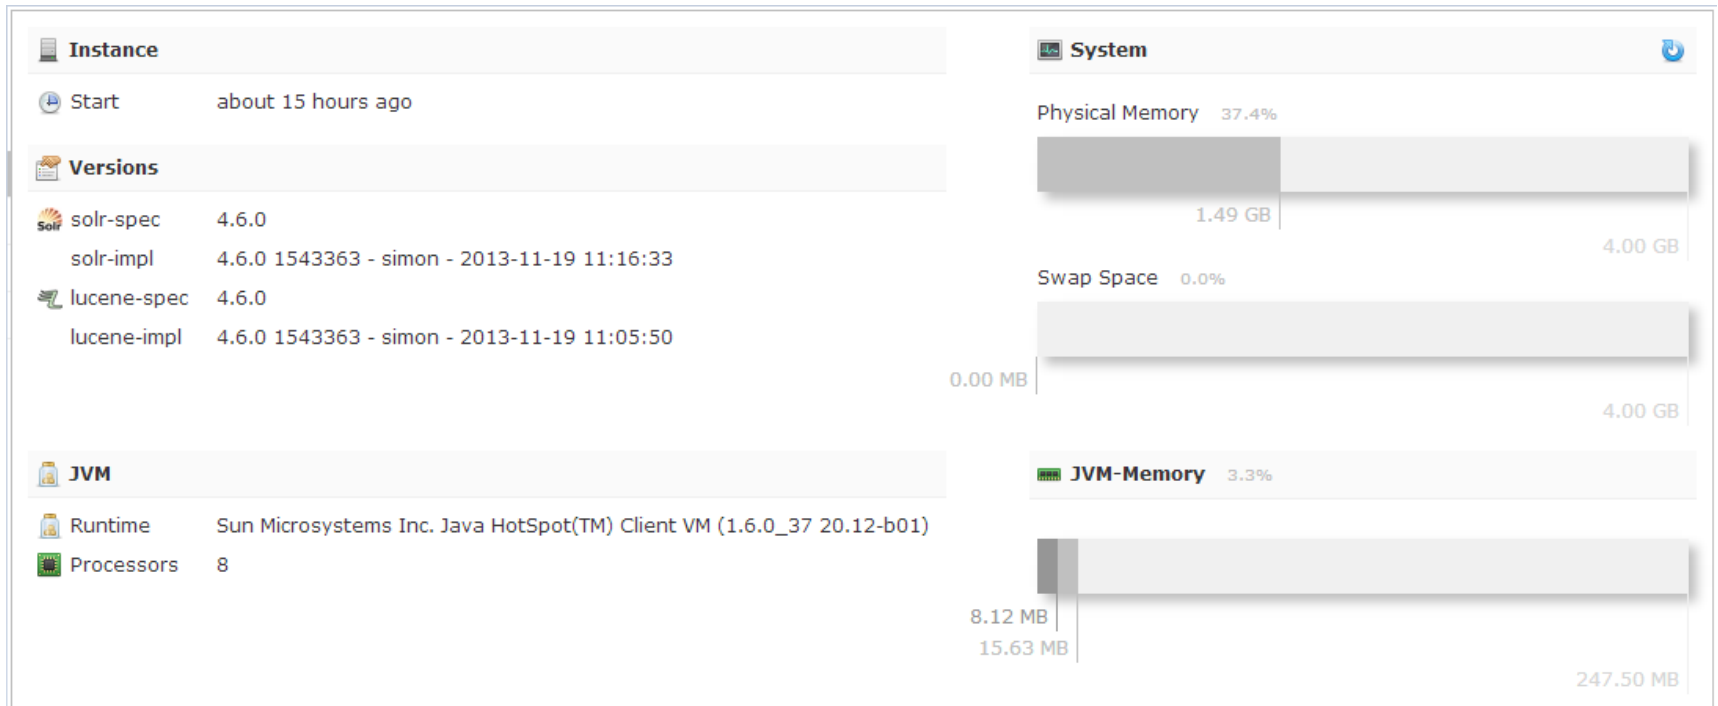 Instance
Start about 15 hours ago
Versions
Solr solr-spec 4.6.0
solr-impl 4.6.0 1543363 - simon - 2013-11-19 11:16:33
lucene-spec 4.6.0
lucene-impl 4.6.0 1543363 - simon - 2013-11-19 11:05:50
JVM
Runtime Sun Microsystems Inc. Java HotSpot(TM) Client VM (1.6.0_37 20.12-b01)
Processors 8
System
Physical Memory 37.4%
1.49 GB
4.00 GB
Swap Space 0.0%
0.00 MB
4.00 GB
JVM-Memory 3.3%
8.12 MB
15.63 MB
247.50 MB